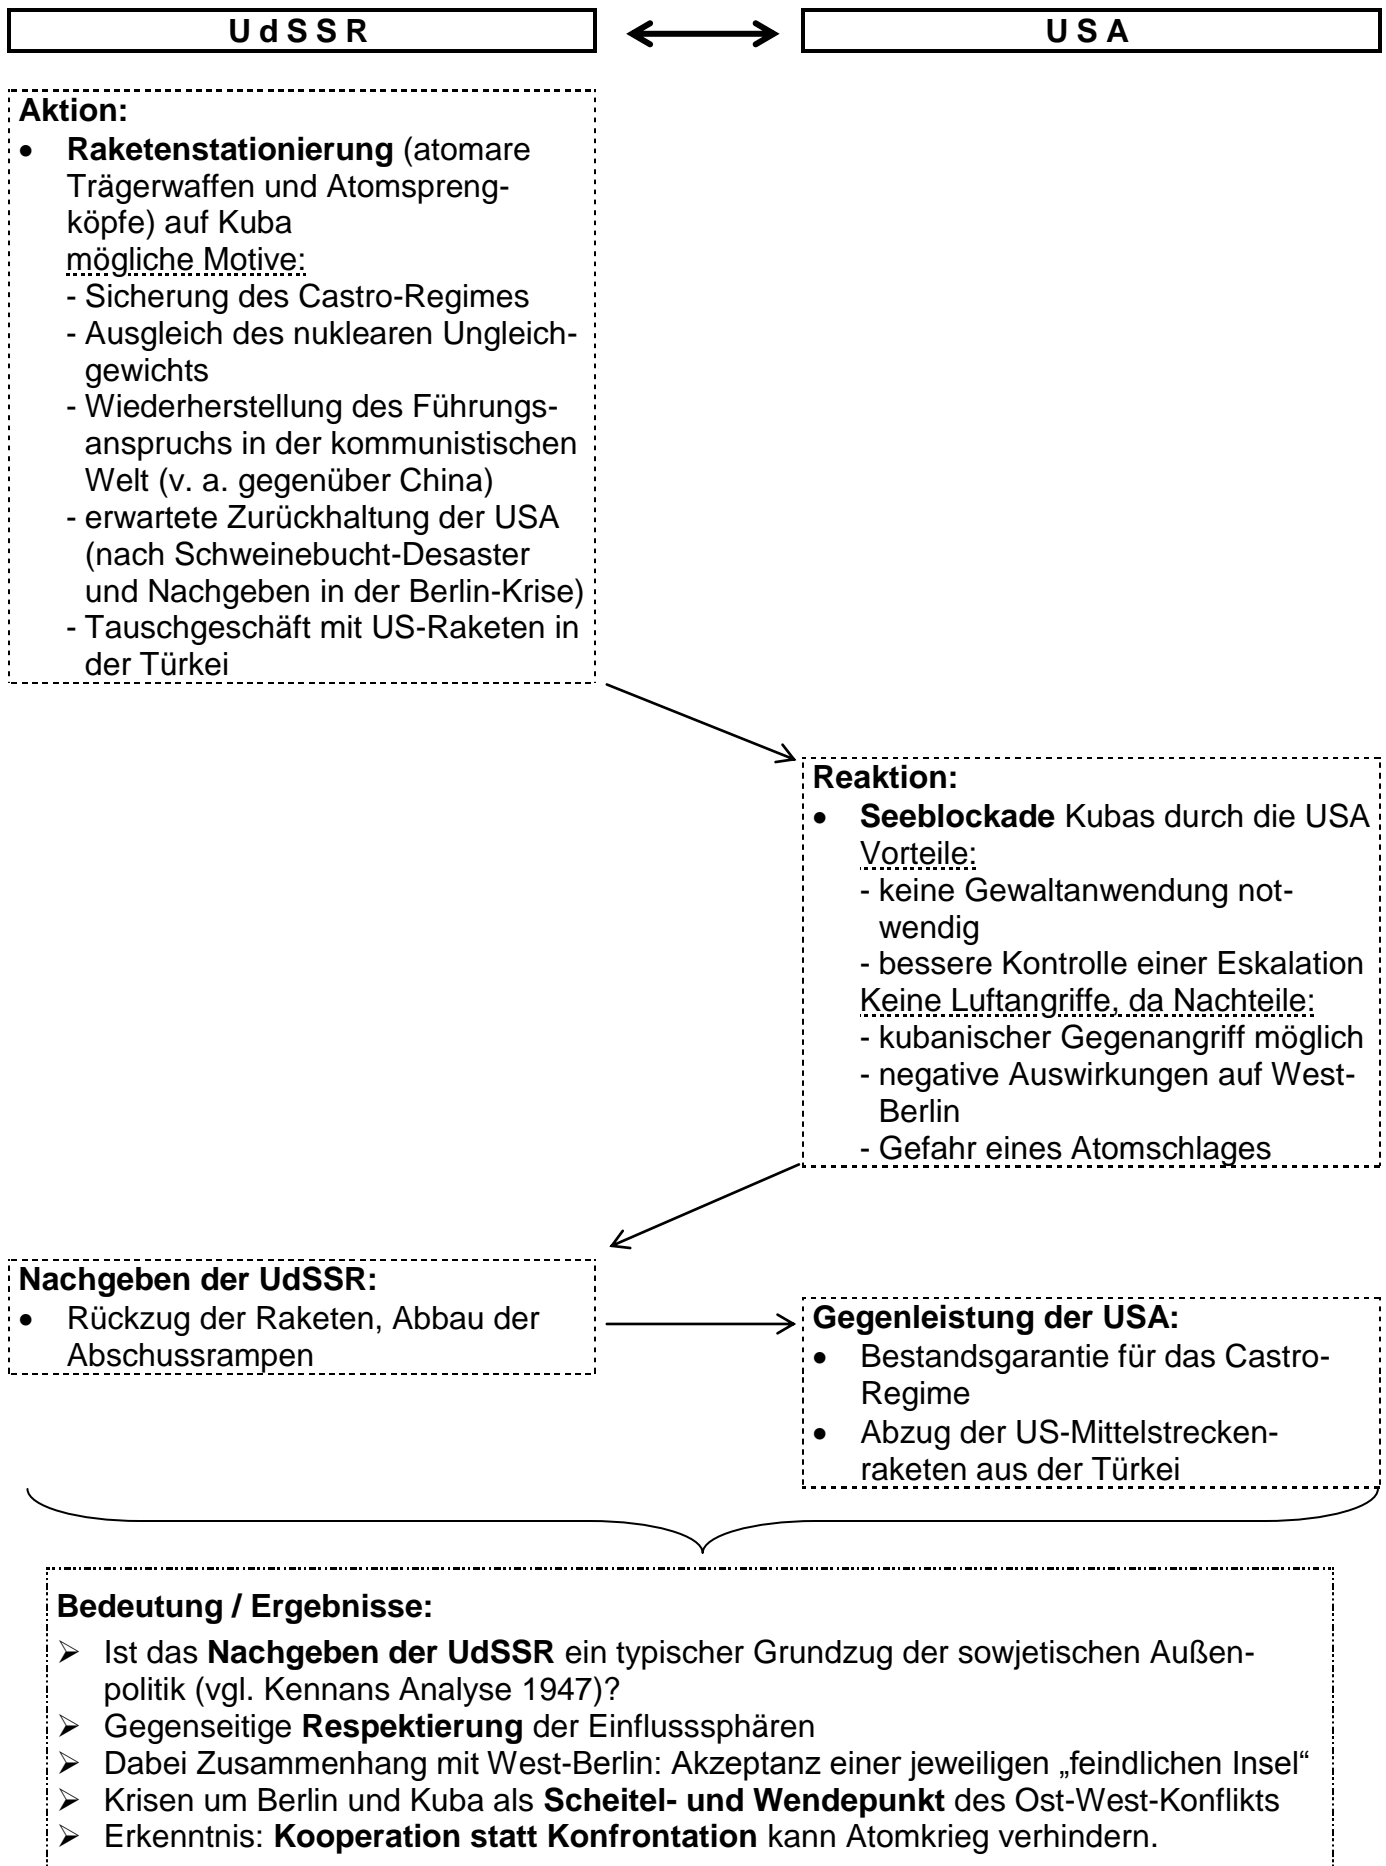 U d S S R
U S A
Aktion:
• Raketenstationierung (atomare
Trägerwaffen und Atomspreng-
köpfe) auf Kuba
mögliche Motive:
- Sicherung des Castro-Regimes
- Ausgleich des nuklearen Ungleich-
gewichts
- Wiederherstellung des Führungs-
anspruchs in der kommunistischen
Welt (v. a. gegenüber China)
- erwartete Zurückhaltung der USA
(nach Schweinebucht-Desaster
und Nachgeben in der Berlin-Krise)
- Tauschgeschäft mit US-Raketen in
der Türkei
Reaktion:
• Seeblockade Kubas durch die USA
Vorteile:
- keine Gewaltanwendung not-
wendig
- bessere Kontrolle einer Eskalation
Keine Luftangriffe, da Nachteile:
- kubanischer Gegenangriff möglich
- negative Auswirkungen auf West-
Berlin
- Gefahr eines Atomschlages
Nachgeben der UdSSR:
• Rückzug der Raketen, Abbau der
Abschussrampen
Gegenleistung der USA:
• Bestandsgarantie für das Castro-
Regime
• Abzug der US-Mittelstrecken-
raketen aus der Türkei
Bedeutung / Ergebnisse:
➢ Ist das Nachgeben der UdSSR ein typischer Grundzug der sowjetischen Außen-
politik (vgl. Kennans Analyse 1947)?
➢ Gegenseitige Respektierung der Einflusssphären
➢ Dabei Zusammenhang mit West-Berlin: Akzeptanz einer jeweiligen „feindlichen Insel“
➢ Krisen um Berlin und Kuba als Scheitel- und Wendepunkt des Ost-West-Konflikts
➢ Erkenntnis: Kooperation statt Konfrontation kann Atomkrieg verhindern.